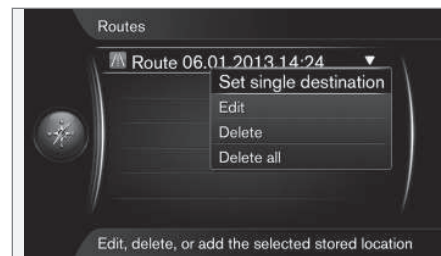 Routes
Route 06.01.2013 14:24
Set single destination
Edit
Delete
Delete all
Edit, delete, or add the selected stored location